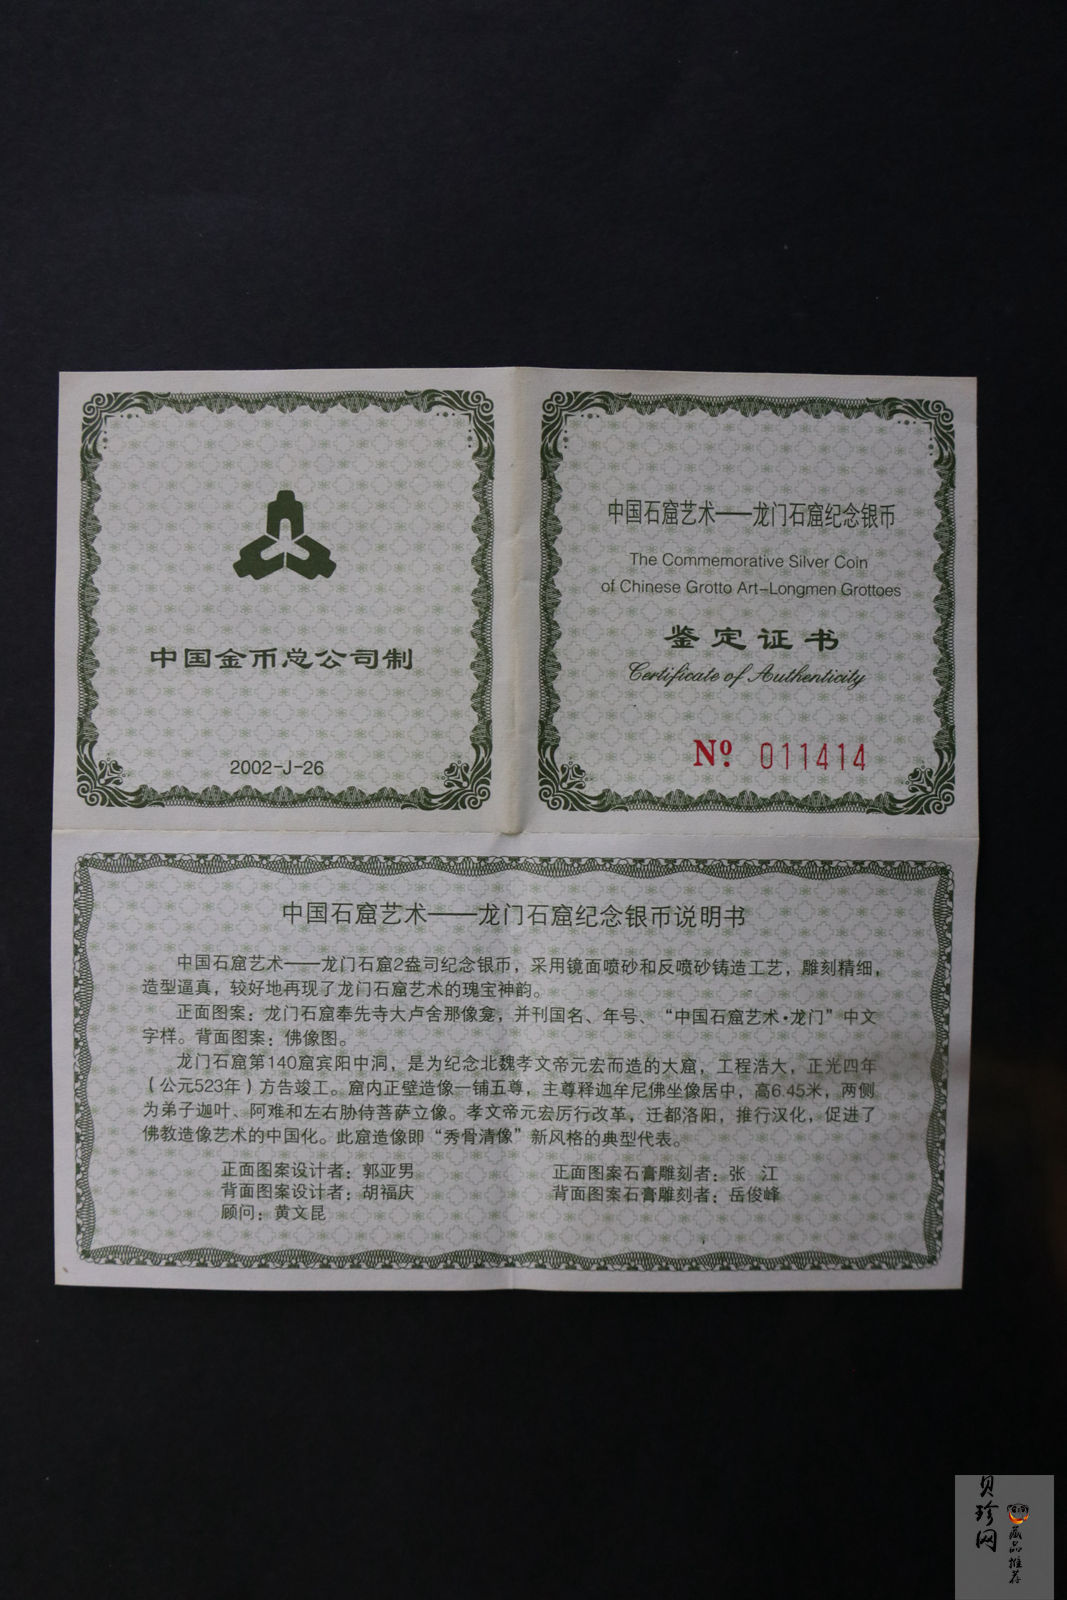 中国金币总公司制
2002-J-26
中国石窟艺术——龙门石窟纪念银币
The Commemorative Silver Coin
of Chinese Grotto Art-Longmen Grottoes
鉴定证书
Certificate of Authenticity
Nº 011414
中国石窟艺术——龙门石窟纪念银币说明书
中国石窟艺术——龙门石窟2盎司纪念银币，采用镜面喷砂和反喷砂铸造工艺，雕刻精细，
造型逼真，较好地再现了龙门石窟艺术的瑰宝神韵。
正面图案：龙门石窟奉先寺大卢舍那像龛，并刊国名、年号、“中国石窟艺术·龙门”中文
字样。背面图案：佛像图。
龙门石窟第140窟宾阳中洞，是为纪念北魏孝文帝元宏而造的大窟，工程浩大，正光四年
（公元523年）方告竣工。窟内正壁造像一铺五尊，主尊释迦牟尼佛坐像居中，高6.45米，两侧
为弟子迦叶、阿难和左右胁侍菩萨立像。孝文帝元宏厉行改革，迁都洛阳，推行汉化，促进了
佛教造像艺术的中国化。此窟造像即“秀骨清像”新风格的典型代表。
正面图案设计者：郭亚男 正面图案石膏雕刻者：张 江
背面图案设计者：胡福庆 背面图案石膏雕刻者：岳俊峰
顾问：黄文昆
贝珍网
藏品推荐